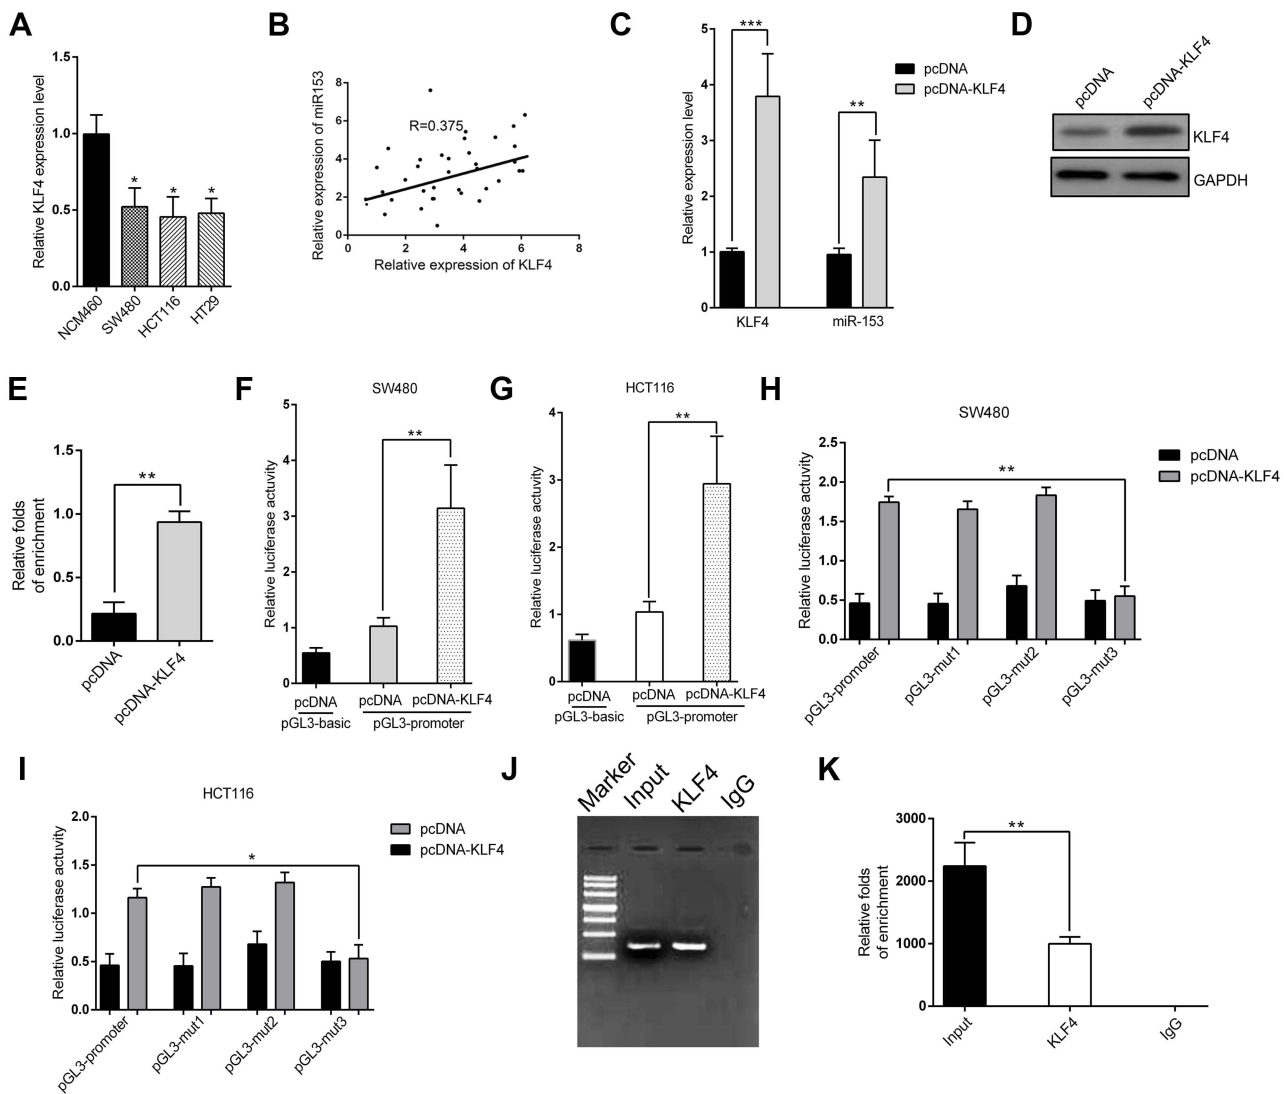 A
Relative KLF4 expression level
1.5
1.0
0.5
0.0
*
*
*
NCM460
SW480
HCT116
HT29
B
Relative expression of miR153
8
6
4
2
0
R=0.375
0
2
4
6
8
Relative expression of KLF4
C
Relative expression level
5
4
3
2
1
0
***
**
KLF4
miR-153
pcDNA
pcDNA-KLF4
D
pcDNA
pcDNA-KLF4
KLF4
GAPDH
E
Relative folds
of enrichment
1.5
1.0
0.5
0.0
**
pcDNA
pcDNA-KLF4
F
SW480
Relative luciferase actuvity
5
4
3
2
1
0
**
pcDNA
pcDNA
pcDNA-KLF4
pGL3-basic
pGL3-promoter
G
HCT116
Relative luciferase actuvity
4
3
2
1
0
**
pcDNA
pcDNA
pcDNA-KLF4
pGL3-basic
pGL3-promoter
H
SW480
Relative luciferase actuvity
2.5
2.0
1.5
1.0
0.5
0.0
**
pcDNA
pcDNA-KLF4
pGL3-promoter
pGL3-mut1
pGL3-mut2
pGL3-mut3
I
HCT116
Relative luciferase actuvity
2.0
1.5
1.0
0.5
0.0
*
pcDNA
pcDNA-KLF4
pGL3-promoter
pGL3-mut1
pGL3-mut2
pGL3-mut3
J
Marker
Input
KLF4
IgG
K
Relative folds
of enrichment
3000
2000
1000
0
**
Input
KLF4
IgG